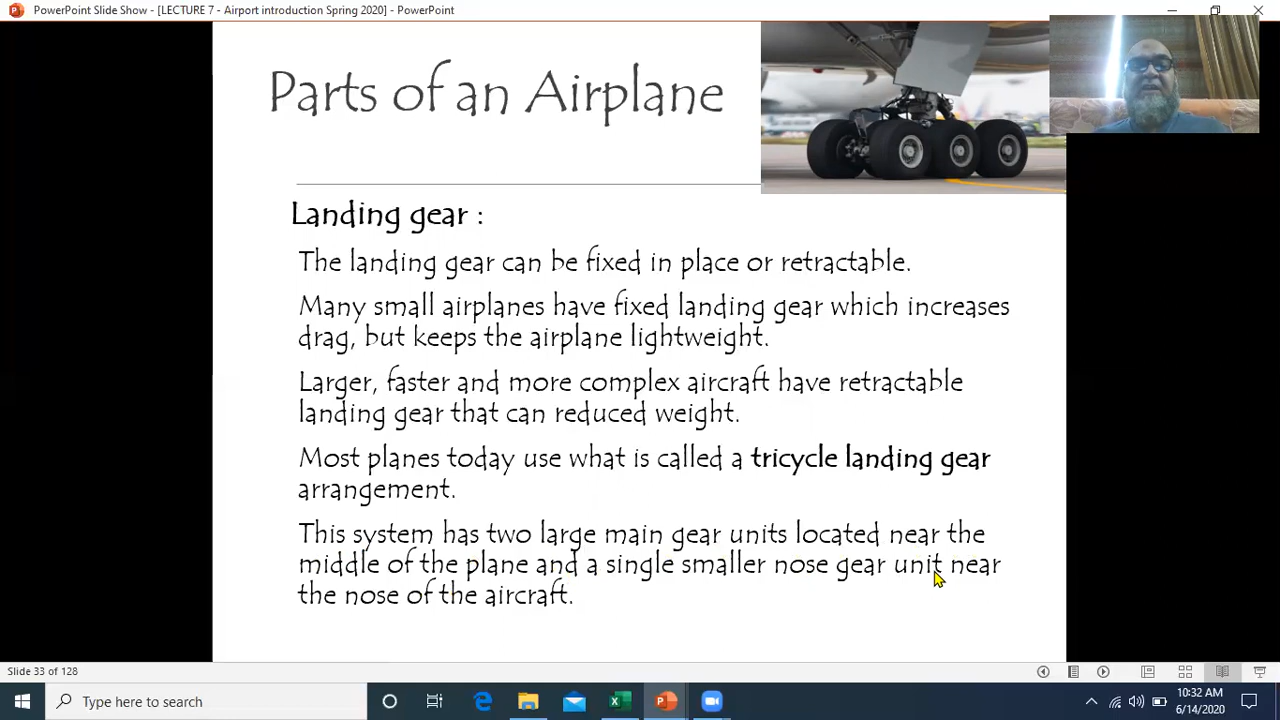 PowerPoint Slide Show - [LECTURE 7 - Airport introduction Spring 2020] - PowerPoint
Parts of an Airplane
Landing gear :
The landing gear can be fixed in place or retractable.
Many small airplanes have fixed landing gear which increases
drag, but keeps the airplane lightweight.
Larger, faster and more complex aircraft have retractable
landing gear that can reduced weight.
Most planes today use what is called a tricycle landing gear
arrangement.
This system has two large main gear units located near the
middle of the plane and a single smaller nose gear unit near
the nose of the aircraft.
Slide 33 of 128
Type here to search
10:32 AM
6/14/2020